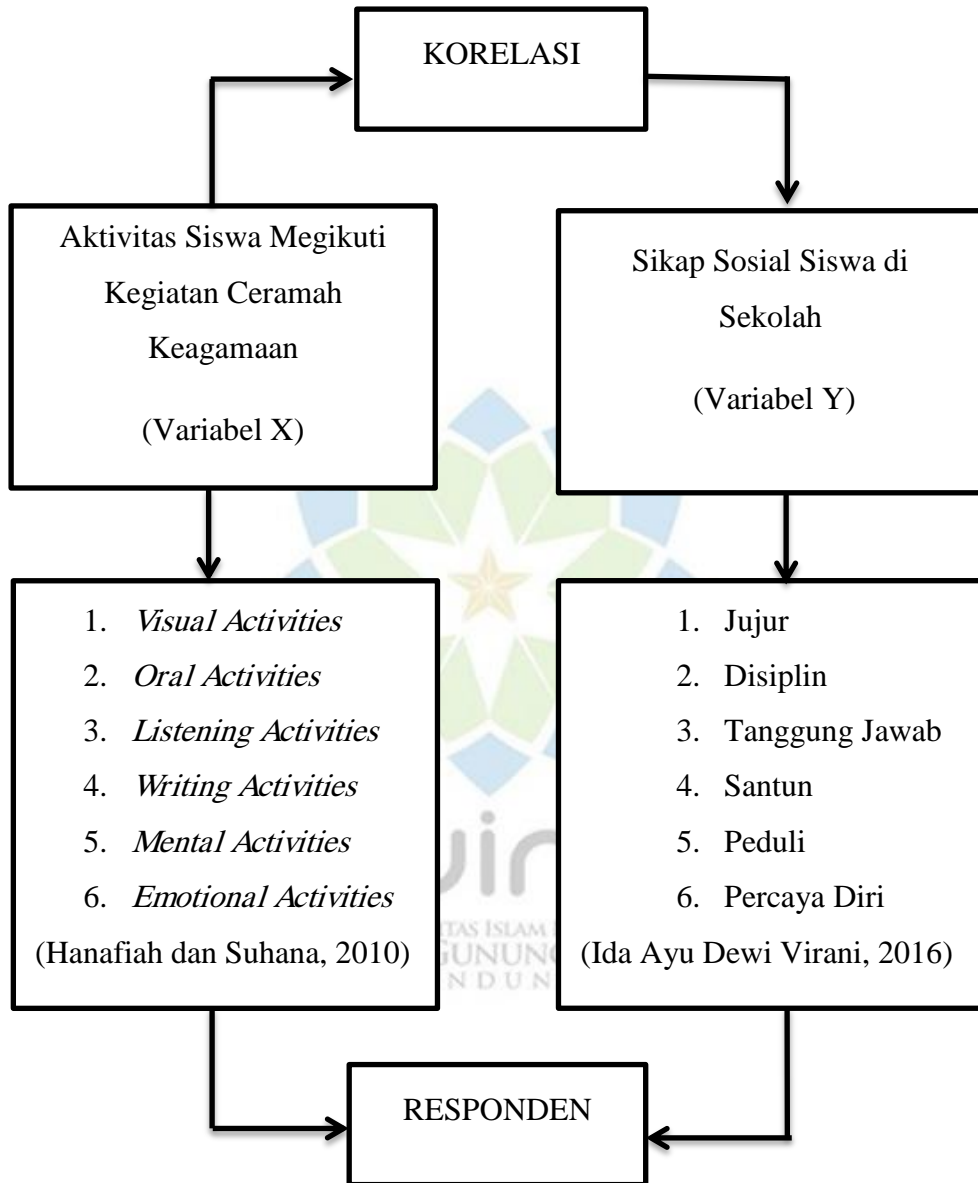 KORELASI
Aktivitas Siswa Megikuti
Kegiatan Ceramah
Keagamaan
(Variabel X)
Sikap Sosial Siswa di
Sekolah
(Variabel Y)
1. Visual Activities
2. Oral Activities
3. Listening Activities
4. Writing Activities
5. Mental Activities
6. Emotional Activities
(Hanafiah dan Suhana, 2010)
1. Jujur
2. Disiplin
3. Tanggung Jawab
4. Santun
5. Peduli
6. Percaya Diri
(Ida Ayu Dewi Virani, 2016)
RESPONDEN